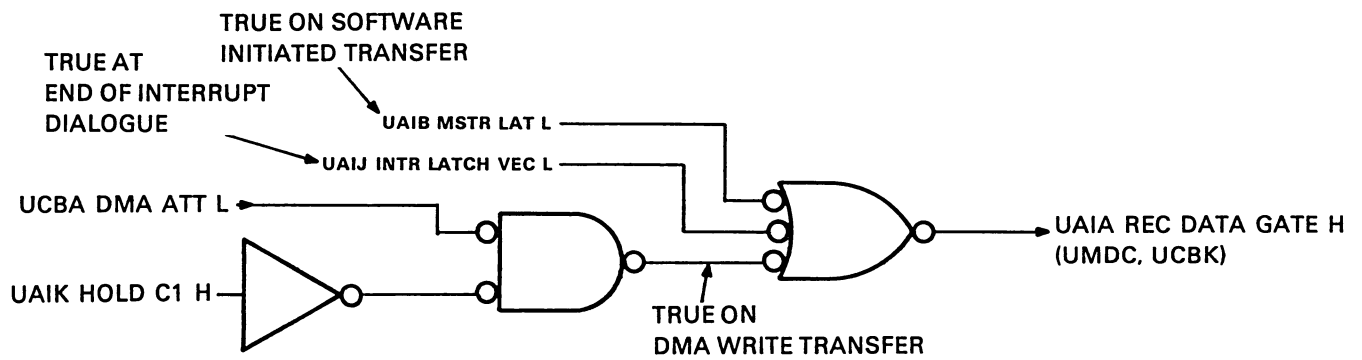 TRUE ON SOFTWARE
INITIATED TRANSFER
TRUE AT
END OF INTERRUPT
DIALOGUE
UAIB MSTR LAT L
UAIJ INTR LATCH VEC L
UCBA DMA ATT L
UAIA REC DATA GATE H
(UMDC, UCBK)
UAIK HOLD C1 H
TRUE ON
DMA WRITE TRANSFER